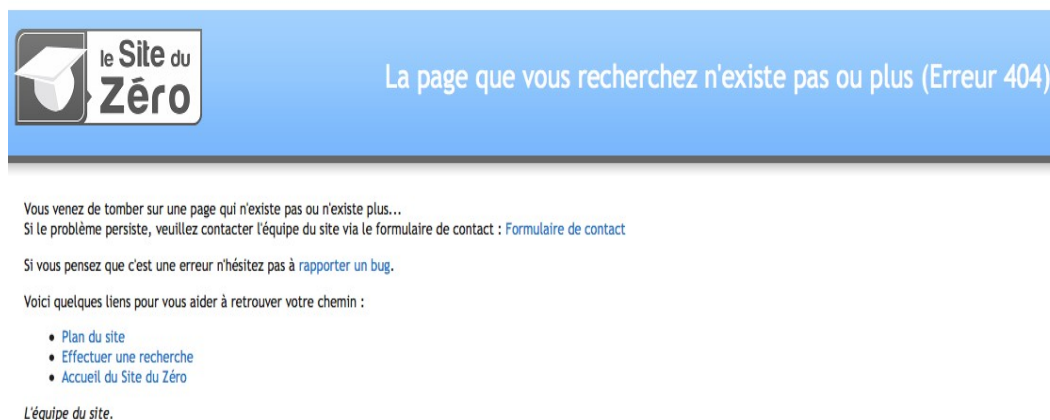 le Site du
Zéro
La page que vous recherchez n'existe pas ou plus (Erreur 404)
Vous venez de tomber sur une page qui n'existe pas ou n'existe plus...
Si le problème persiste, veuillez contacter l'équipe du site via le formulaire de contact : Formulaire de contact
Si vous pensez que c'est une erreur n'hésitez pas à rapporter un bug.
Voici quelques liens pour vous aider à retrouver votre chemin :
• Plan du site
• Effectuer une recherche
• Accueil du Site du Zéro
L'équipe du site.